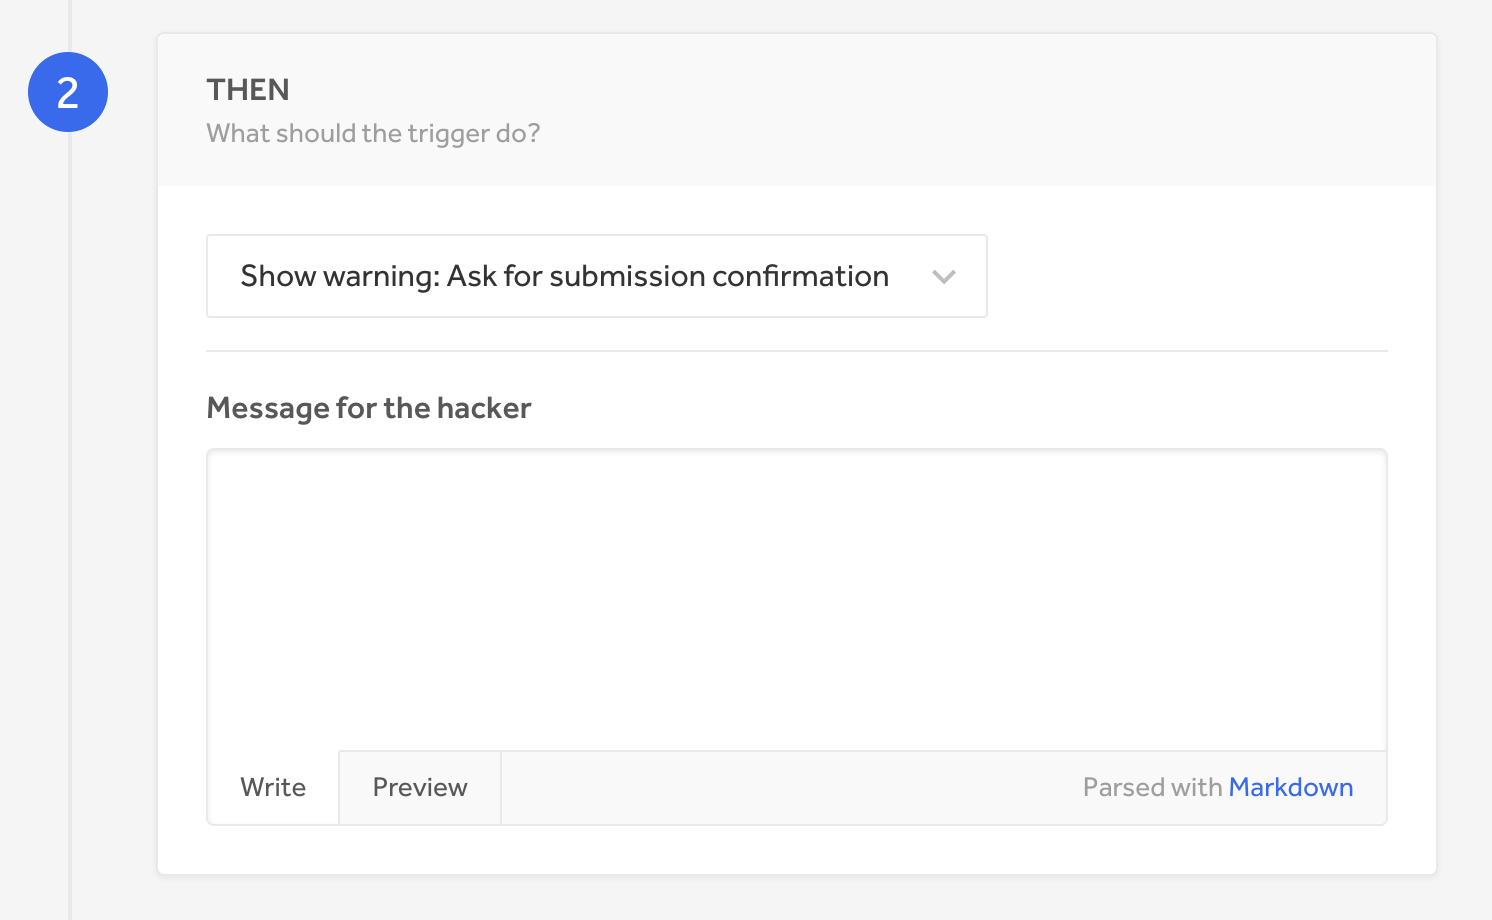 2
THEN
What should the trigger do?
Show warning: Ask for submission confirmation
Message for the hacker
Write Preview Parsed with Markdown